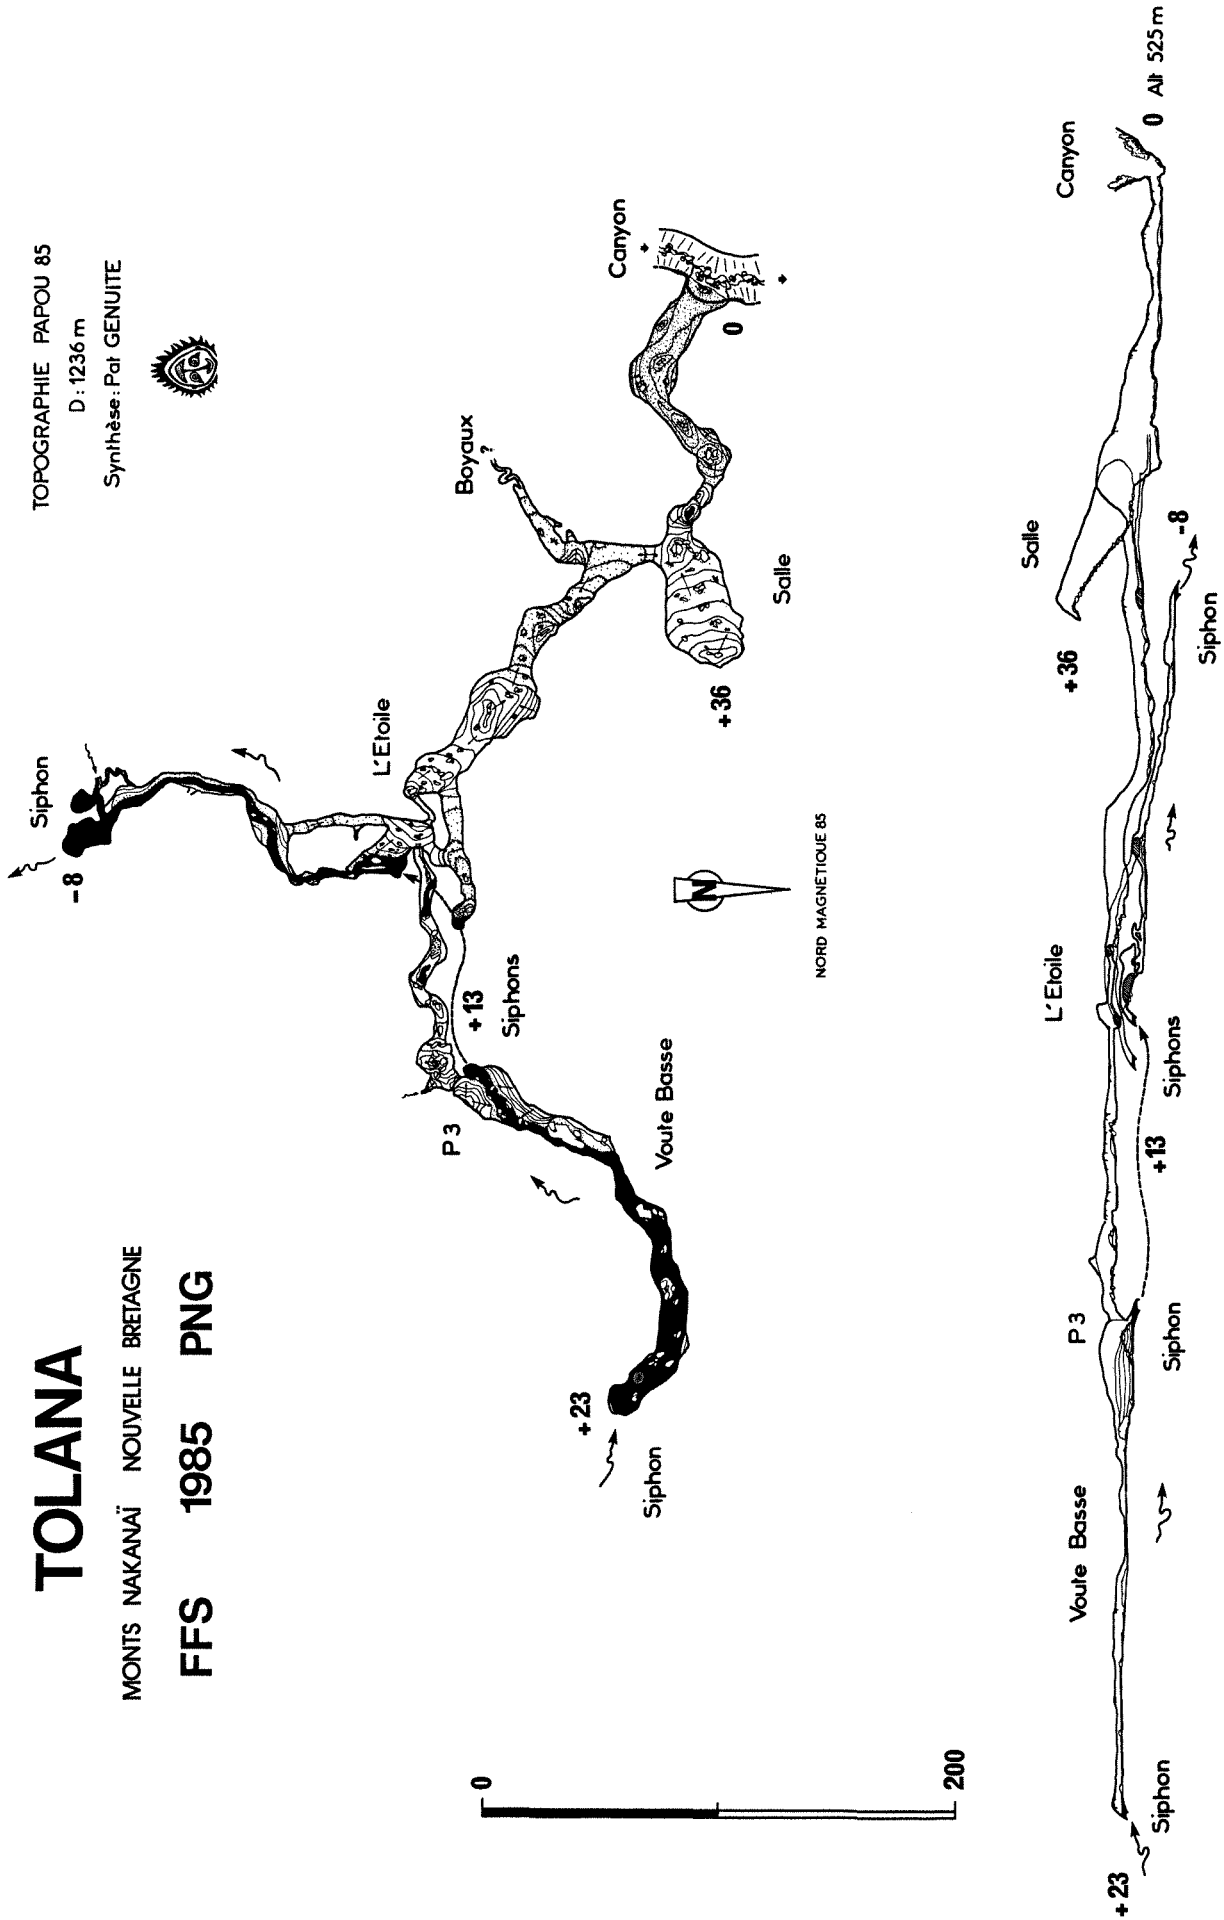 TOLANA
MONTS NAKANAÏ NOUVELLE BRETAGNE
FFS 1985 PNG
TOPOGRAPHIE PAPOU 85
D : 1236 m
Synthèse : Pat GENUITE
Siphon
-8
L'Etoile
Boyaux
?
Canyon
0
Salle
+36
+13
Siphons
P3
Voute Basse
+23
Siphon
N
NORD MAGNETIQUE 85
0
200
Canyon
0 Alt 525 m
Salle
+36
-8
Siphon
L'Etoile
Siphons
+13
P3
Siphon
Voute Basse
Siphon
+23